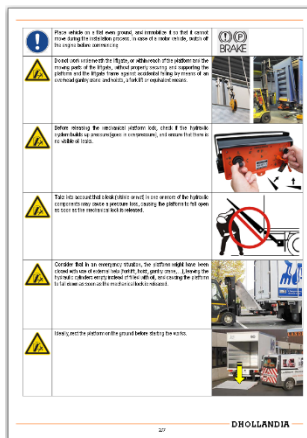 Place vehicle on a flat even ground, and immobilize it so that it cannot
move during the installation process. In case of a motor vehicle, switch off
the engine before commencing.
BRAKE
Do not work underneath the liftgate, or within reach of the platform and the
moving parts of the liftgate, without properly securing and supporting the
platform and the liftgate frame against accidental falling by means of an
overhead gantry crane and hoists, a forklift or equivalent means.
Before releasing the mechanical platform lock, check if the hydraulic
system builds up pressure (goes in overpressure), and ensure that there is
no visible oil leaks.
Take into account that a leak (visible or not) in one or more of the hydraulic
components may cause a pressure loss, causing the platform to fall open
as soon as the mechanical lock is released.
Consider that in an emergency situation, the platform might have been
closed with use of external help (forklift, hoist, gantry crane, ...), leaving the
hydraulic cylinders empty instead of filled with oil, and causing the platform
to fall down as soon as the mechanical lock is released.
Ideally, rest the platform on the ground before starting the works.
DHOLLANDIA